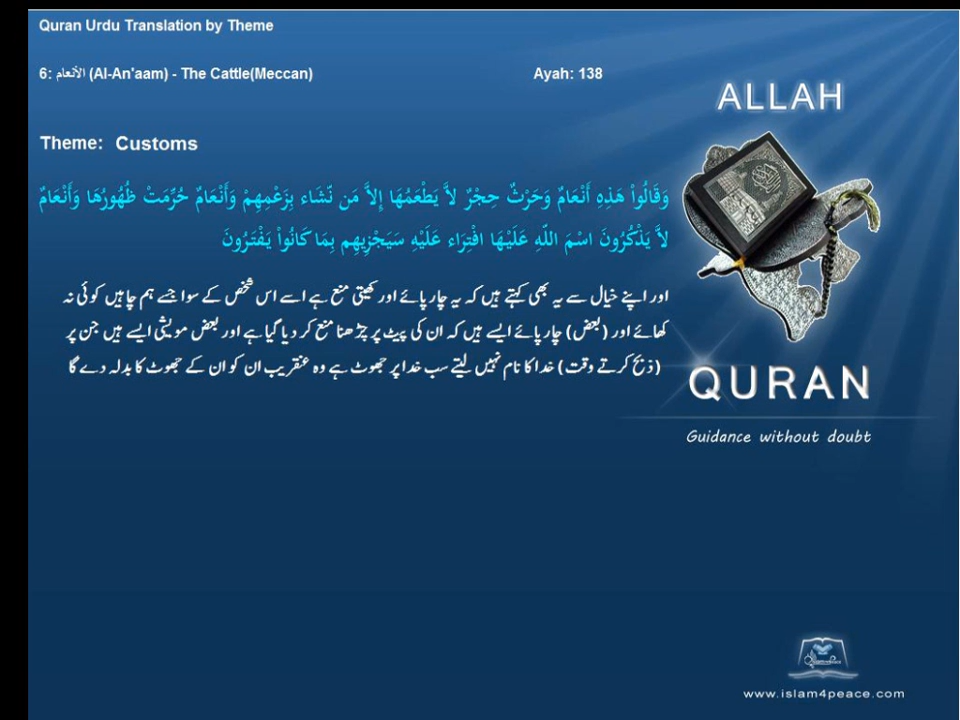 Quran Urdu Translation by Theme
6: الأنعام (Al-An'aam) - The Cattle(Meccan) Ayah: 138
Theme: Customs
وَقَالُواْ هَذِهِ أَنْعَامٌ وَحَرْثٌ حِجْرٌ لاَّ يَطْعَمُهَا إِلاَّ مَن نَّشَاء بِزَعْمِهِمْ وَأَنْعَامٌ حُرِّمَتْ ظُهُورُهَا وَأَنْعَامٌ
لاَّ يَذْكُرُونَ اسْمَ اللّهِ عَلَيْهَا افْتِرَاء عَلَيْهِ سَيَجْزِيهِم بِمَا كَانُواْ يَفْتَرُونَ
اور اپنے خیال سے یہ بھی کہتے ہیں کہ یہ چارپائے اور کھیتی منع ہے اسے اس شخص کے سوا جسے ہم چاہیں کوئی نہ
کھائے اور (بعض) چارپائے ایسے ہیں کہ ان کی پیٹ پر چڑھنا منع کر دیا گیا ہے اور بعض مویشی ایسے ہیں جن پر
(ذبح کرتے وقت) خدا کا نام نہیں لیتے سب خدا پر جھوٹ ہے وہ عنقریب ان کو ان کے جھوٹ کا بدلہ دے گا
ALLAH
QURAN
Guidance without doubt
www.islam4peace.com